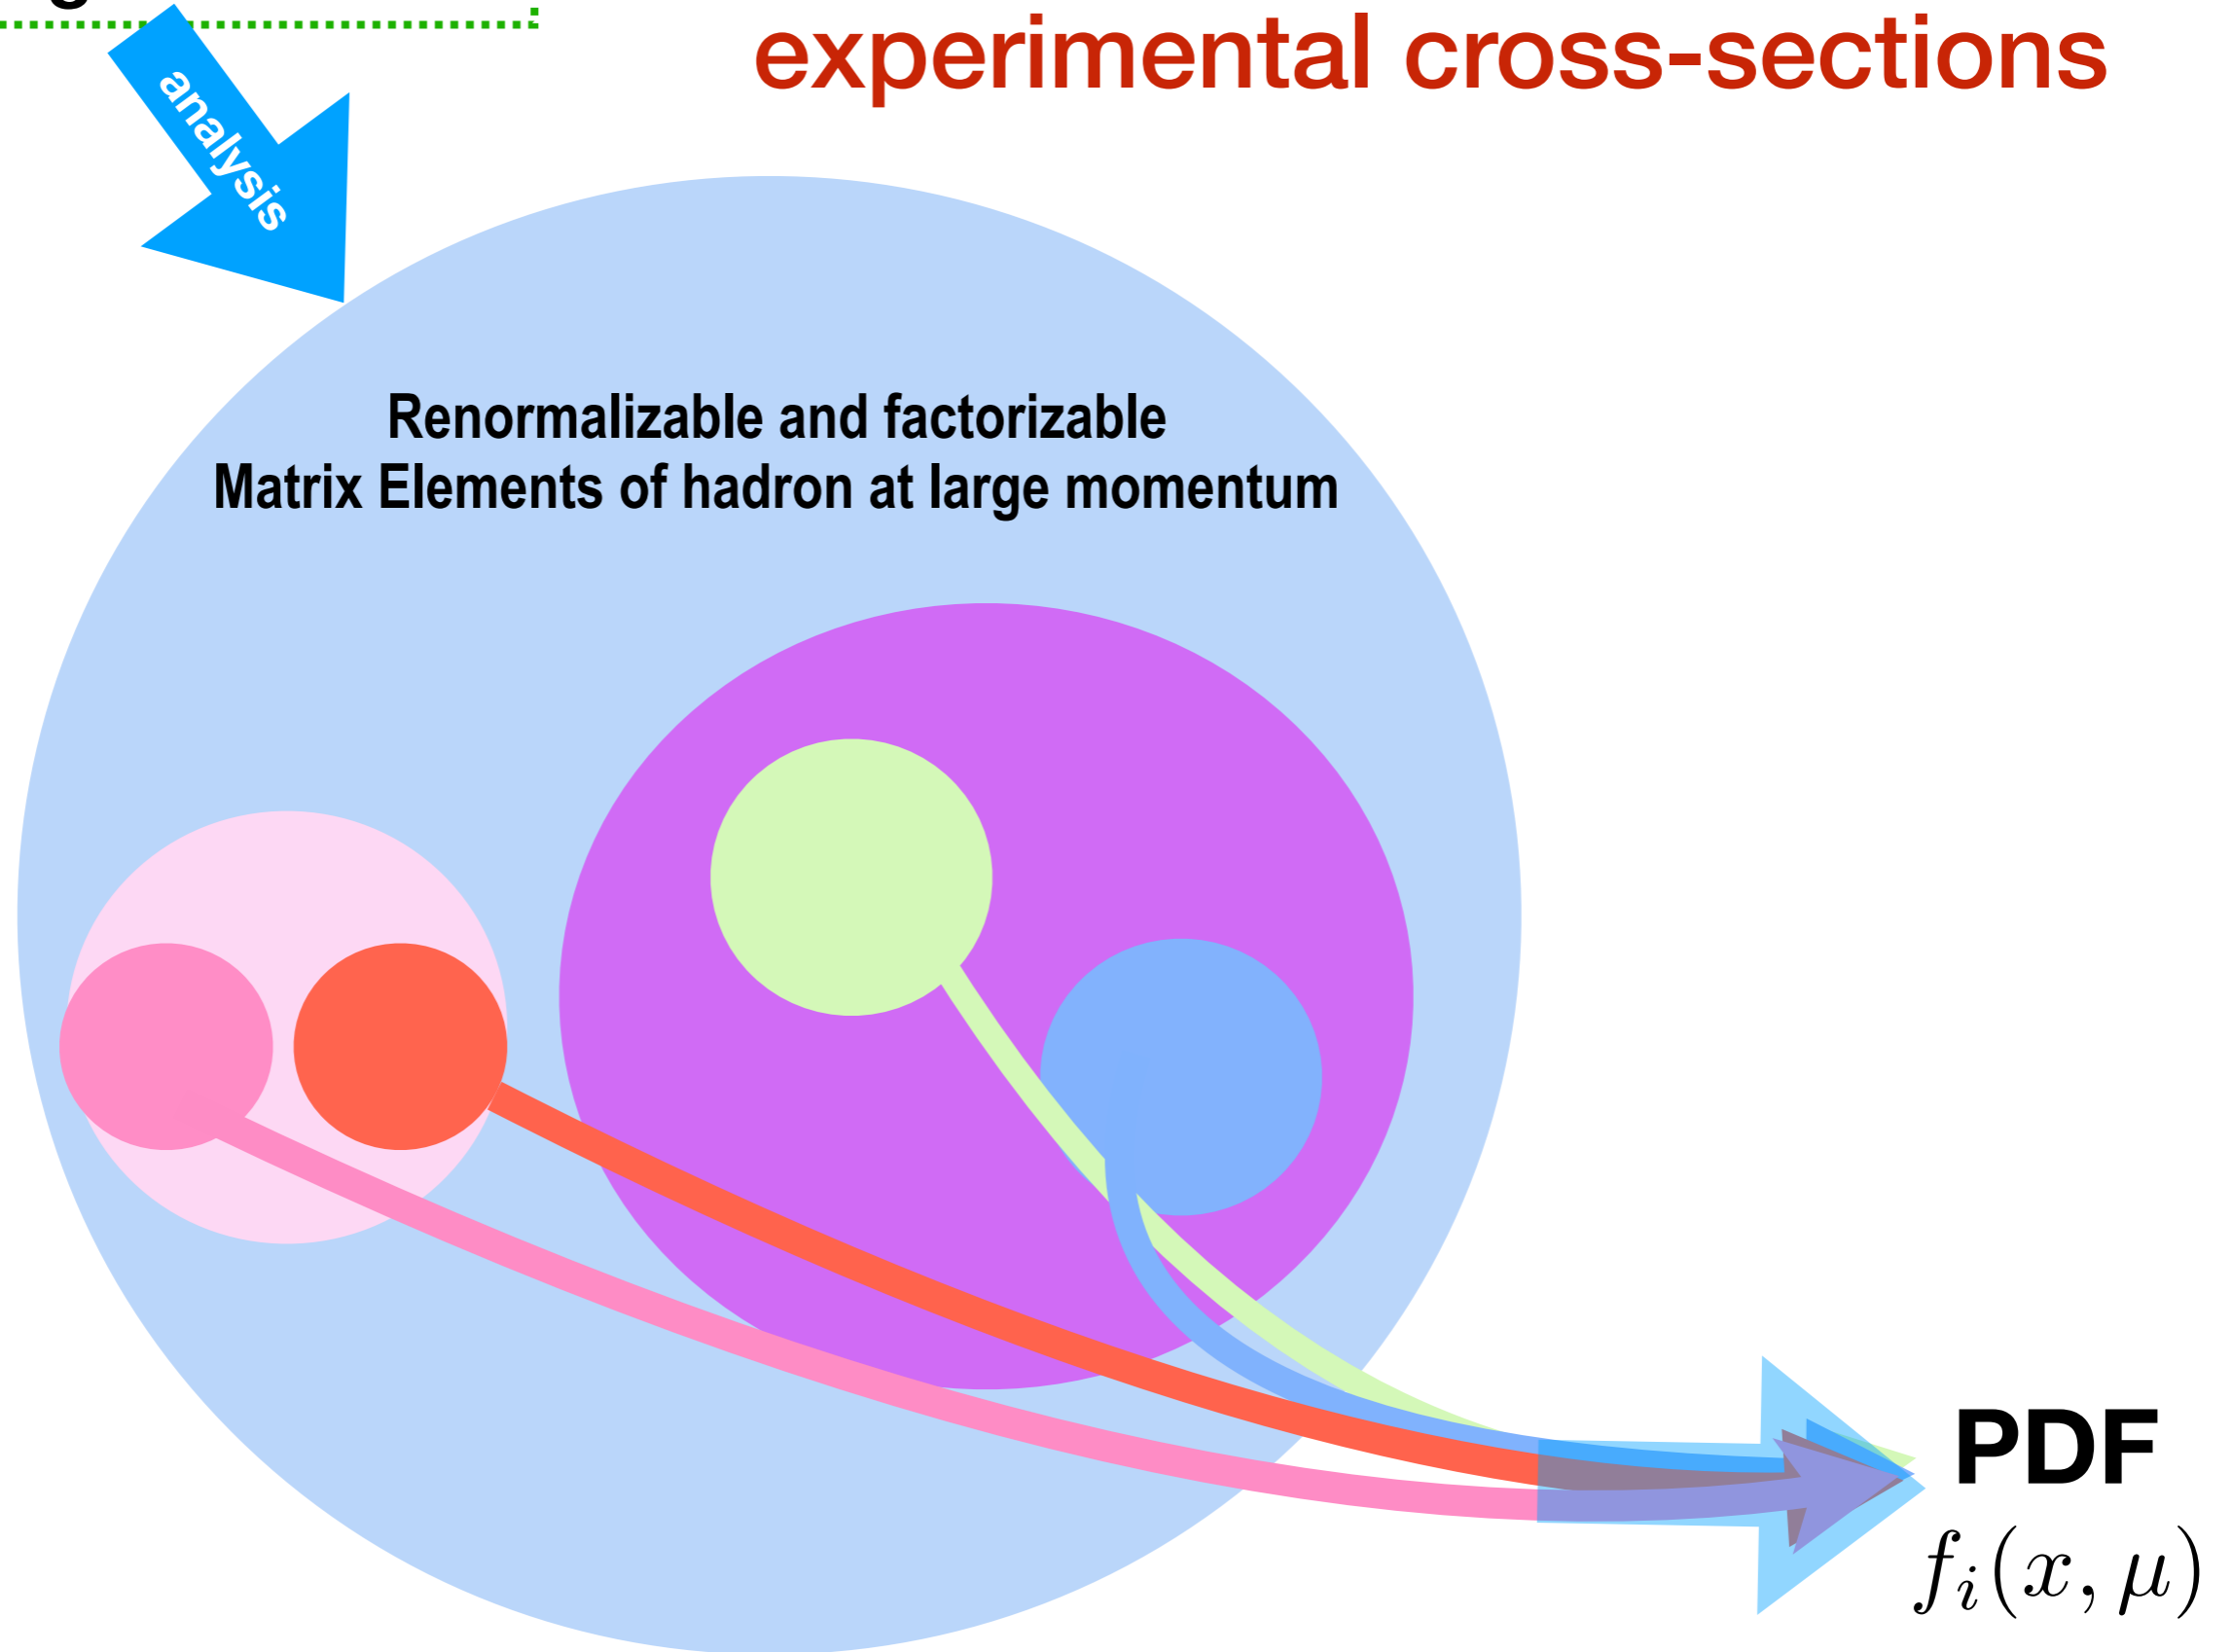 experimental cross-sections
analysis
Renormalizable and factorizable
Matrix Elements of hadron at large momentum
PDF
f_i(x, μ)